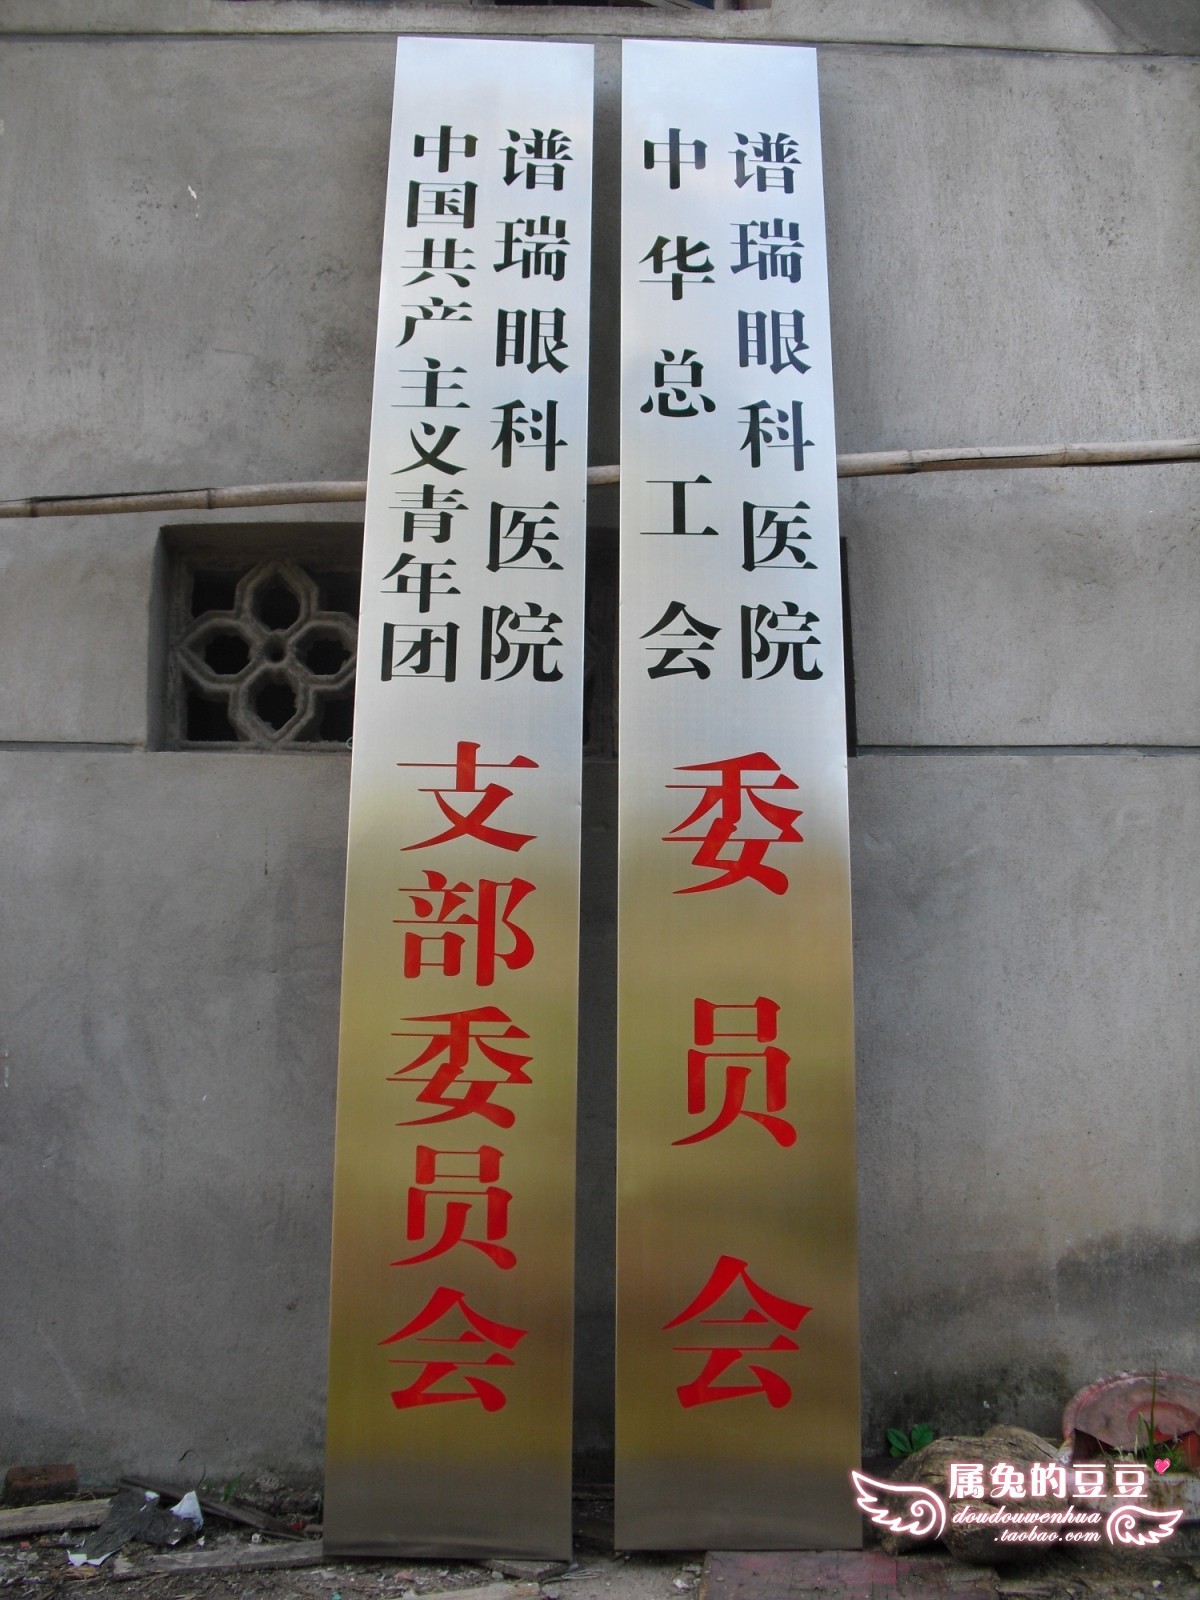 中国共产主义青年团
谱瑞眼科医院
支部委员会
中华总工会
谱瑞眼科医院
委员会
属兔的豆豆
doudouwenhua
.taobao.com